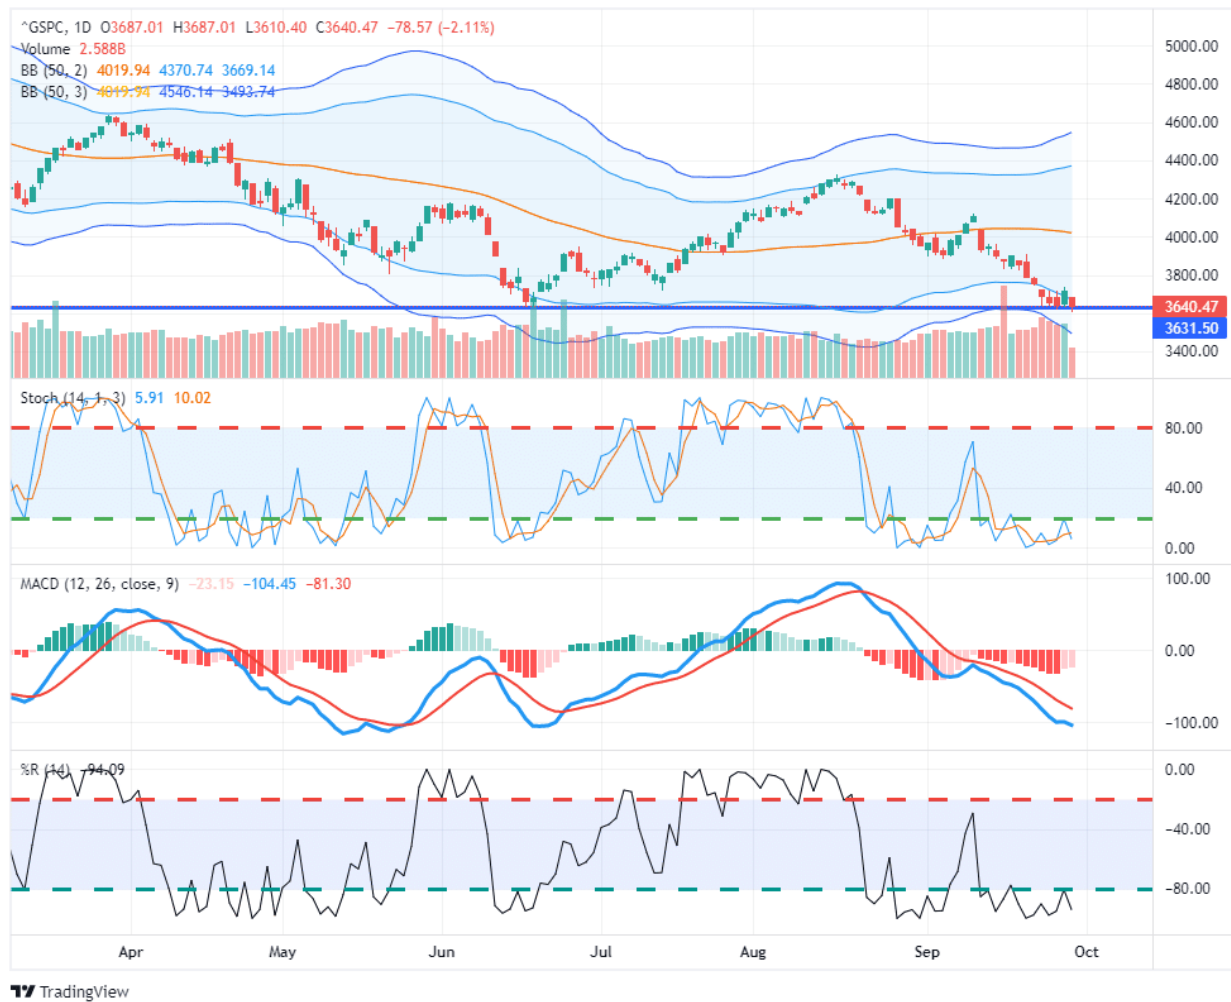 ^GSPC, 1D O3687.01 H3687.01 L3610.40 C3640.47 −78.57 (−2.11%)
Volume 2.588B
BB (50, 2) 4019.94 4370.74 3669.14
BB (50, 3) 4019.94 4546.14 3493.74
5000.00
4800.00
4600.00
4400.00
4200.00
4000.00
3800.00
3640.47
3631.50
3400.00
Stoch (14, 1, 3) 5.91 10.02
80.00
40.00
0.00
MACD (12, 26, close, 9) −23.15 −104.45 −81.30
100.00
0.00
−100.00
%R (14) −94.09
0.00
−40.00
−80.00
Apr May Jun Jul Aug Sep Oct
TradingView